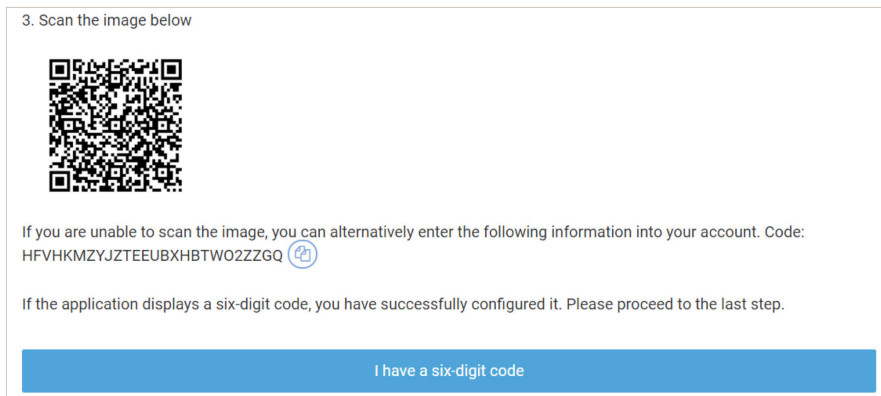 3. Scan the image below
If you are unable to scan the image, you can alternatively enter the following information into your account. Code:
HFVHKMZYJZTEEUBXHBTWO2ZZGQ
If the application displays a six-digit code, you have successfully configured it. Please proceed to the last step.
I have a six-digit code